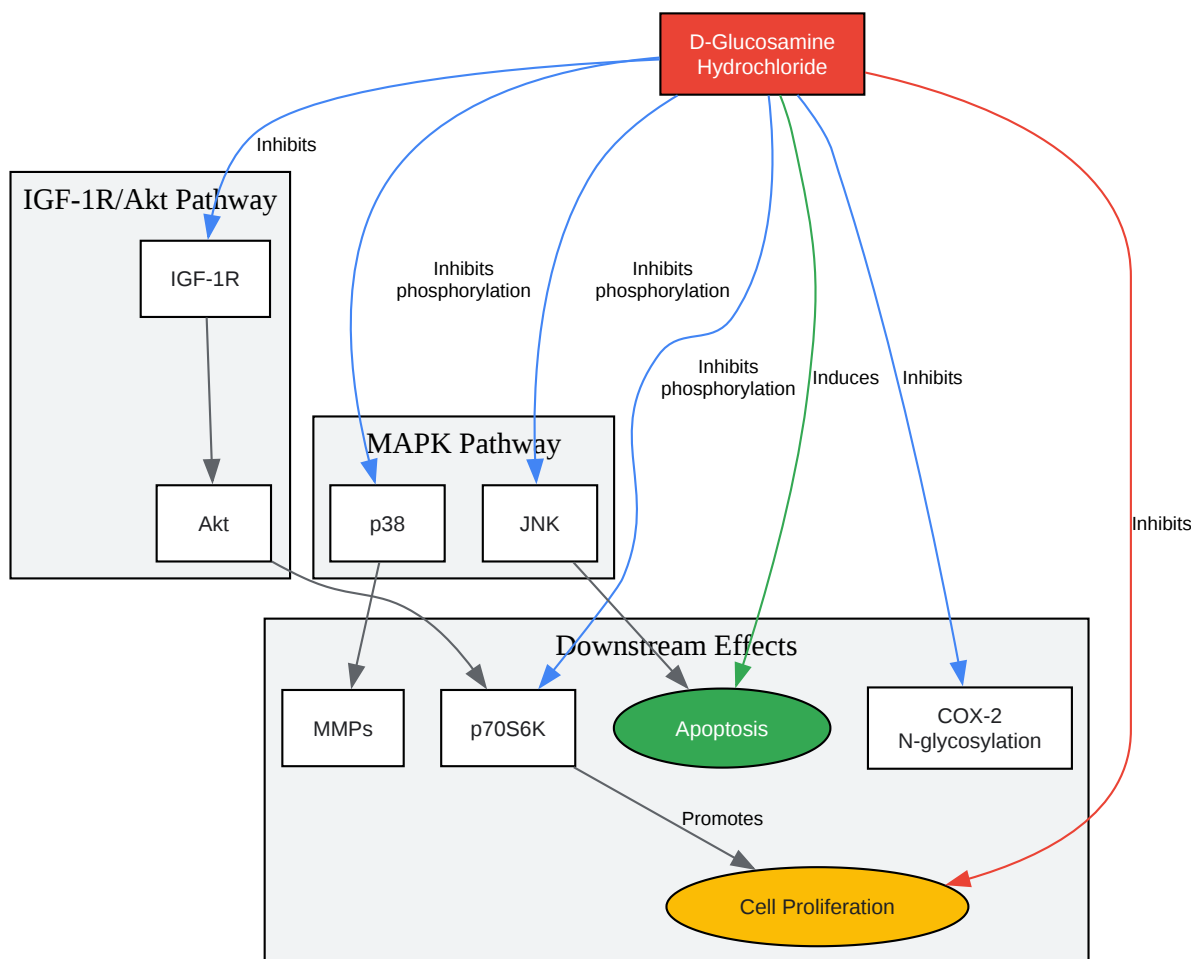 D-Glucosamine
Hydrochloride
Inhibits
IGF-1R/Akt Pathway
IGF-1R
Inhibits
phosphorylation
Inhibits
phosphorylation
Inhibits
phosphorylation
Induces
Inhibits
MAPK Pathway
Akt
p38
JNK
Inhibits
Downstream Effects
MMPs
p70S6K
Apoptosis
COX-2
N-glycosylation
Promotes
Cell Proliferation